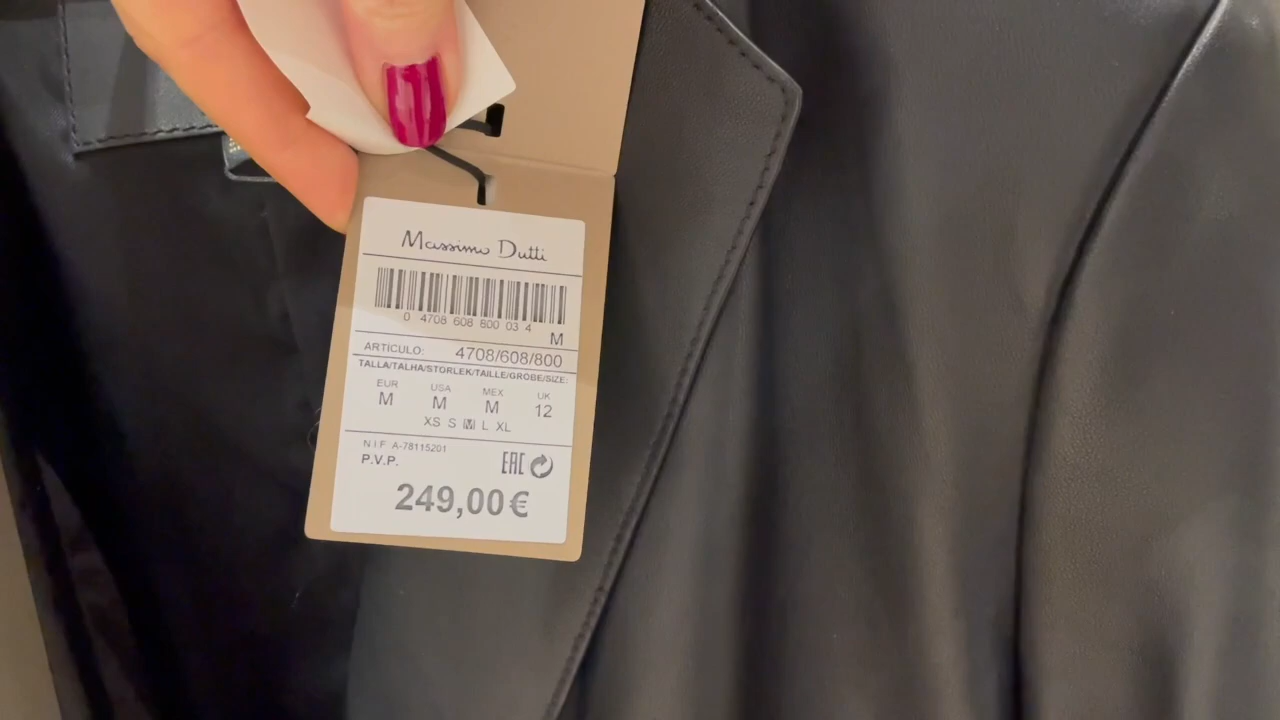 Massimo Dutti
0 4708 608 800 03 4
M
ARTICULO: 4708/608/800
TALLA/TALHA/STORLEK/TAILLE/GRÖBE/SIZE:
EUR USA MEX UK
M M M 12
XS S M L XL
N I F A-78115201
P.V.P. EAC
249,00€